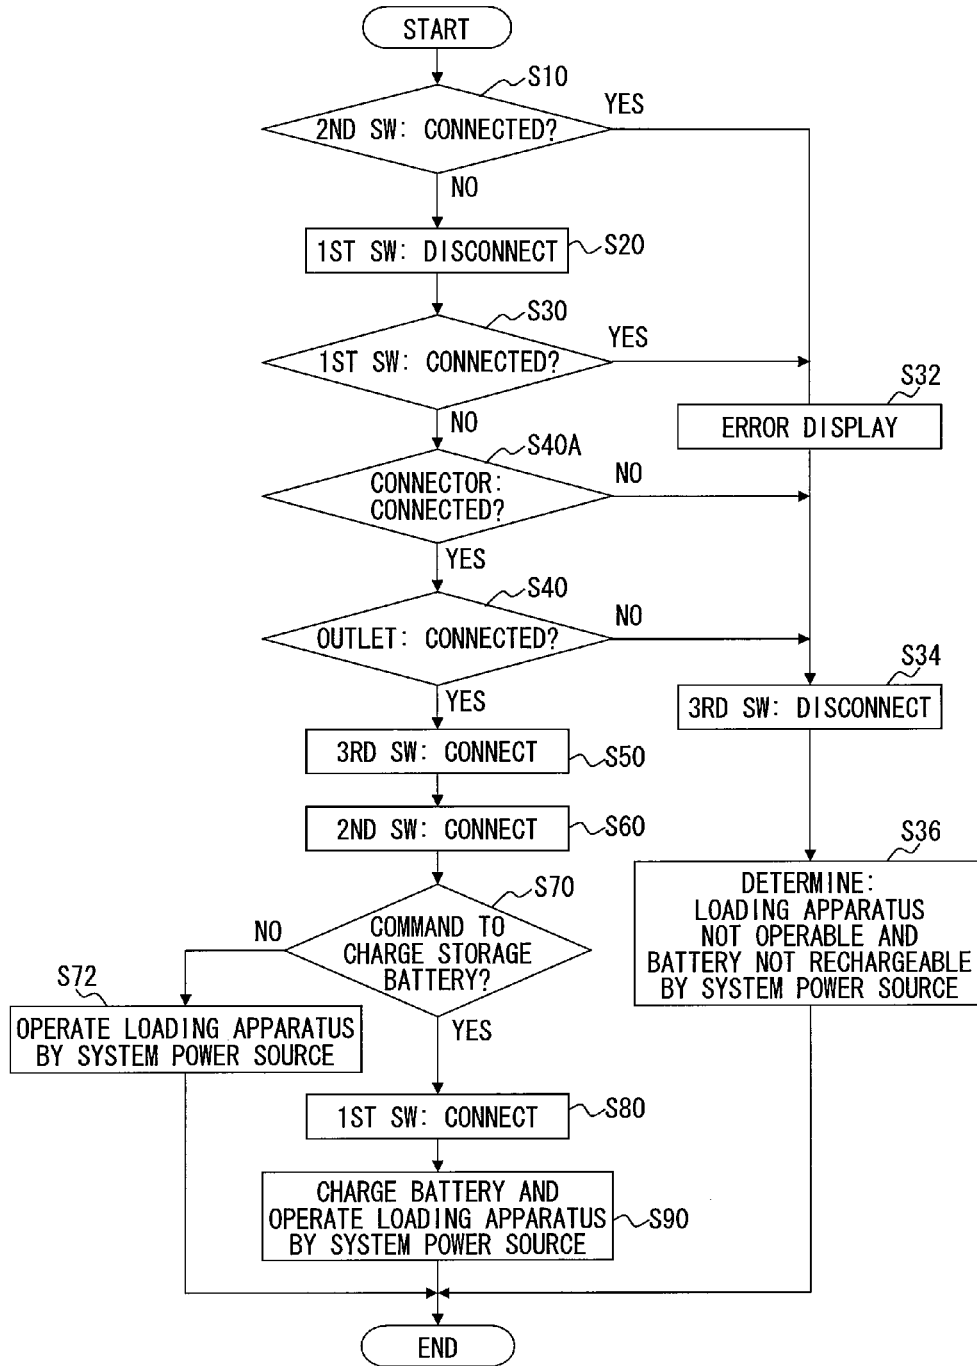 START
S10
2ND SW: CONNECTED?
YES
NO
1ST SW: DISCONNECT
S20
S30
1ST SW: CONNECTED?
YES
NO
S32
ERROR DISPLAY
S40A
CONNECTOR:
CONNECTED?
NO
YES
S40
OUTLET: CONNECTED?
NO
YES
S34
3RD SW: DISCONNECT
3RD SW: CONNECT
S50
2ND SW: CONNECT
S60
S36
DETERMINE:
LOADING APPARATUS
NOT OPERABLE AND
BATTERY NOT RECHARGEABLE
BY SYSTEM POWER SOURCE
S70
COMMAND TO
CHARGE STORAGE
BATTERY?
NO
YES
S72
OPERATE LOADING APPARATUS
BY SYSTEM POWER SOURCE
1ST SW: CONNECT
S80
CHARGE BATTERY AND
OPERATE LOADING APPARATUS
BY SYSTEM POWER SOURCE
S90
END